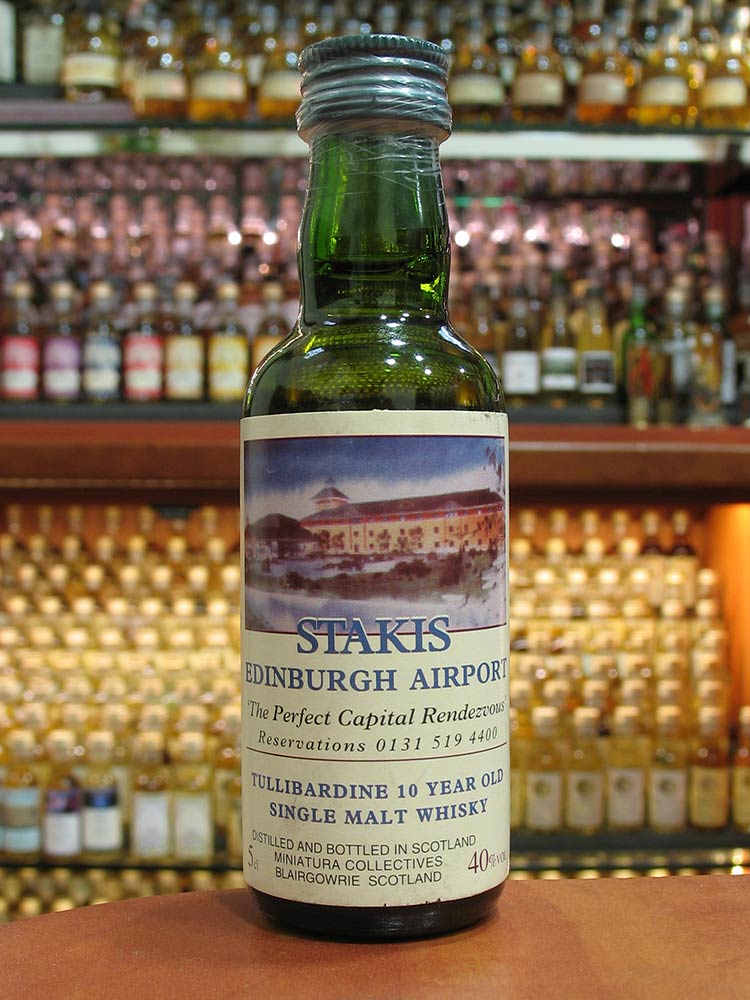 STAKIS
EDINBURGH AIRPORT
'The Perfect Capital Rendezvous'
Reservations 0131 519 4400
TULLIBARDINE 10 YEAR OLD
SINGLE MALT WHISKY
DISTILLED AND BOTTLED IN SCOTLAND
MINIATURA COLLECTIVES
BLAIRGOWRIE SCOTLAND
5cl
40%VOL